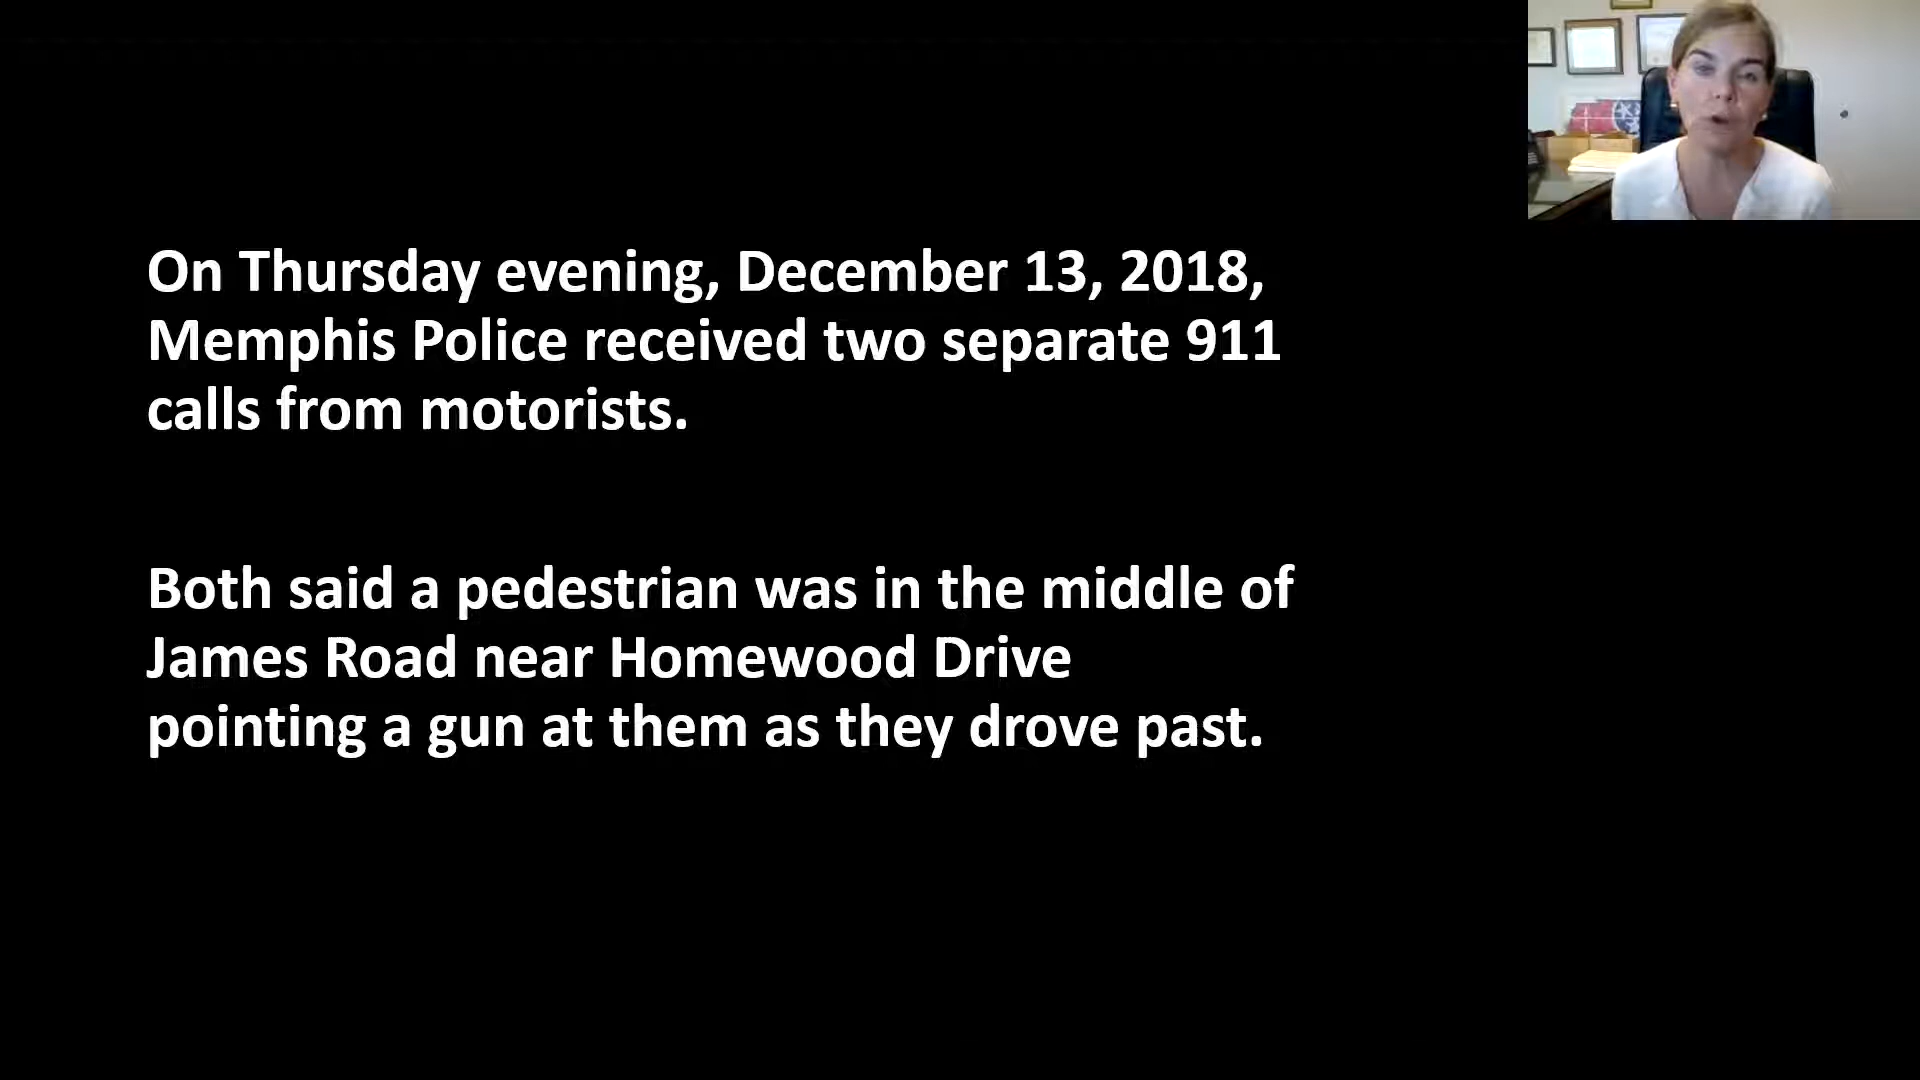 On Thursday evening, December 13, 2018,
Memphis Police received two separate 911
calls from motorists.
Both said a pedestrian was in the middle of
James Road near Homewood Drive
pointing a gun at them as they drove past.